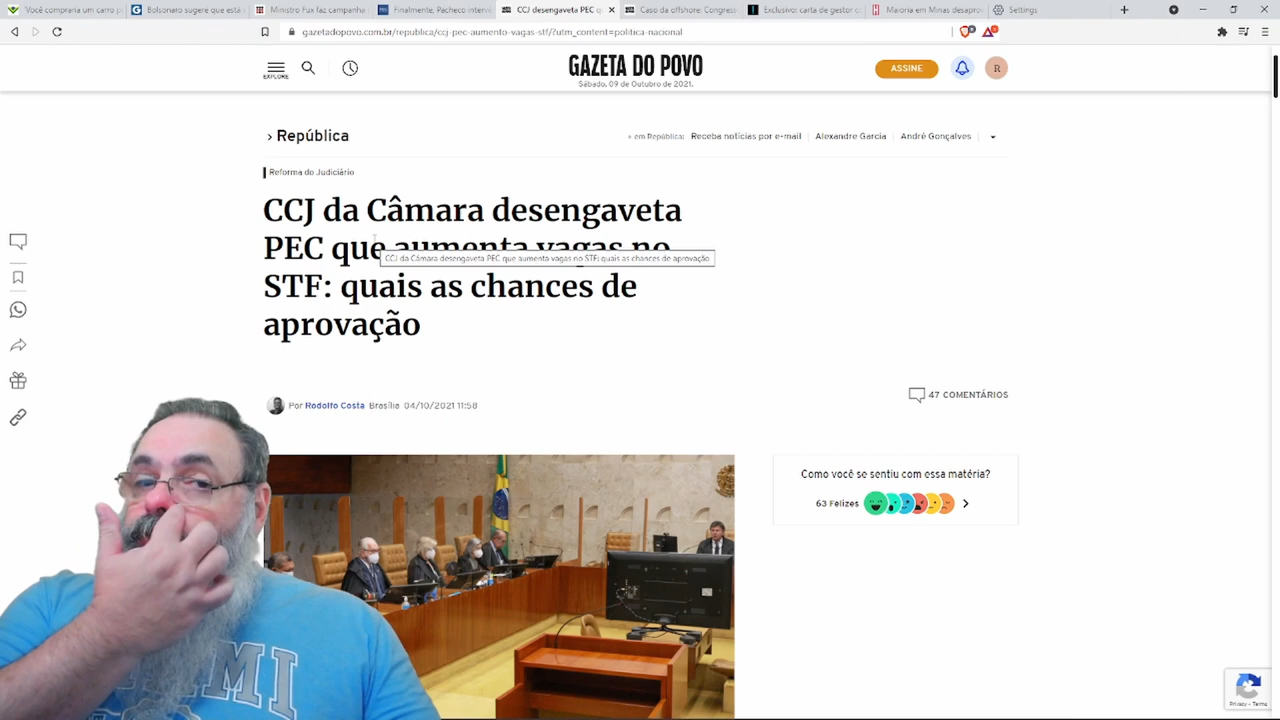 Você compraria um carro p
Bolsonaro sugere que está
Ministro Fux faz campanha
Finalmente, Pacheco interv
CCJ desengaveta PEC q
Caso da offshore: Congress
Exclusivo: carta de gestor c
Maioria em Minas desapro
Settings
gazetadopovo.com.br/republica/ccj-pec-aumento-vagas-stf/?utm_content=politica-nacional
EXPLORE
GAZETA DO POVO
Sábado, 09 de Outubro de 2021.
ASSINE
R
República
+ em República:
Receba notícias por e-mail
Alexandre Garcia
André Gonçalves
Reforma do Judiciário
CCJ da Câmara desengaveta
PEC que aumenta vagas no
CCJ da Câmara desengaveta PEC que aumenta vagas no STF: quais as chances de aprovação
STF: quais as chances de
aprovação
Por Rodolfo Costa Brasília 04/10/2021 11:58
47 COMENTÁRIOS
Como você se sentiu com essa matéria?
63 Felizes
Privacy - Terms